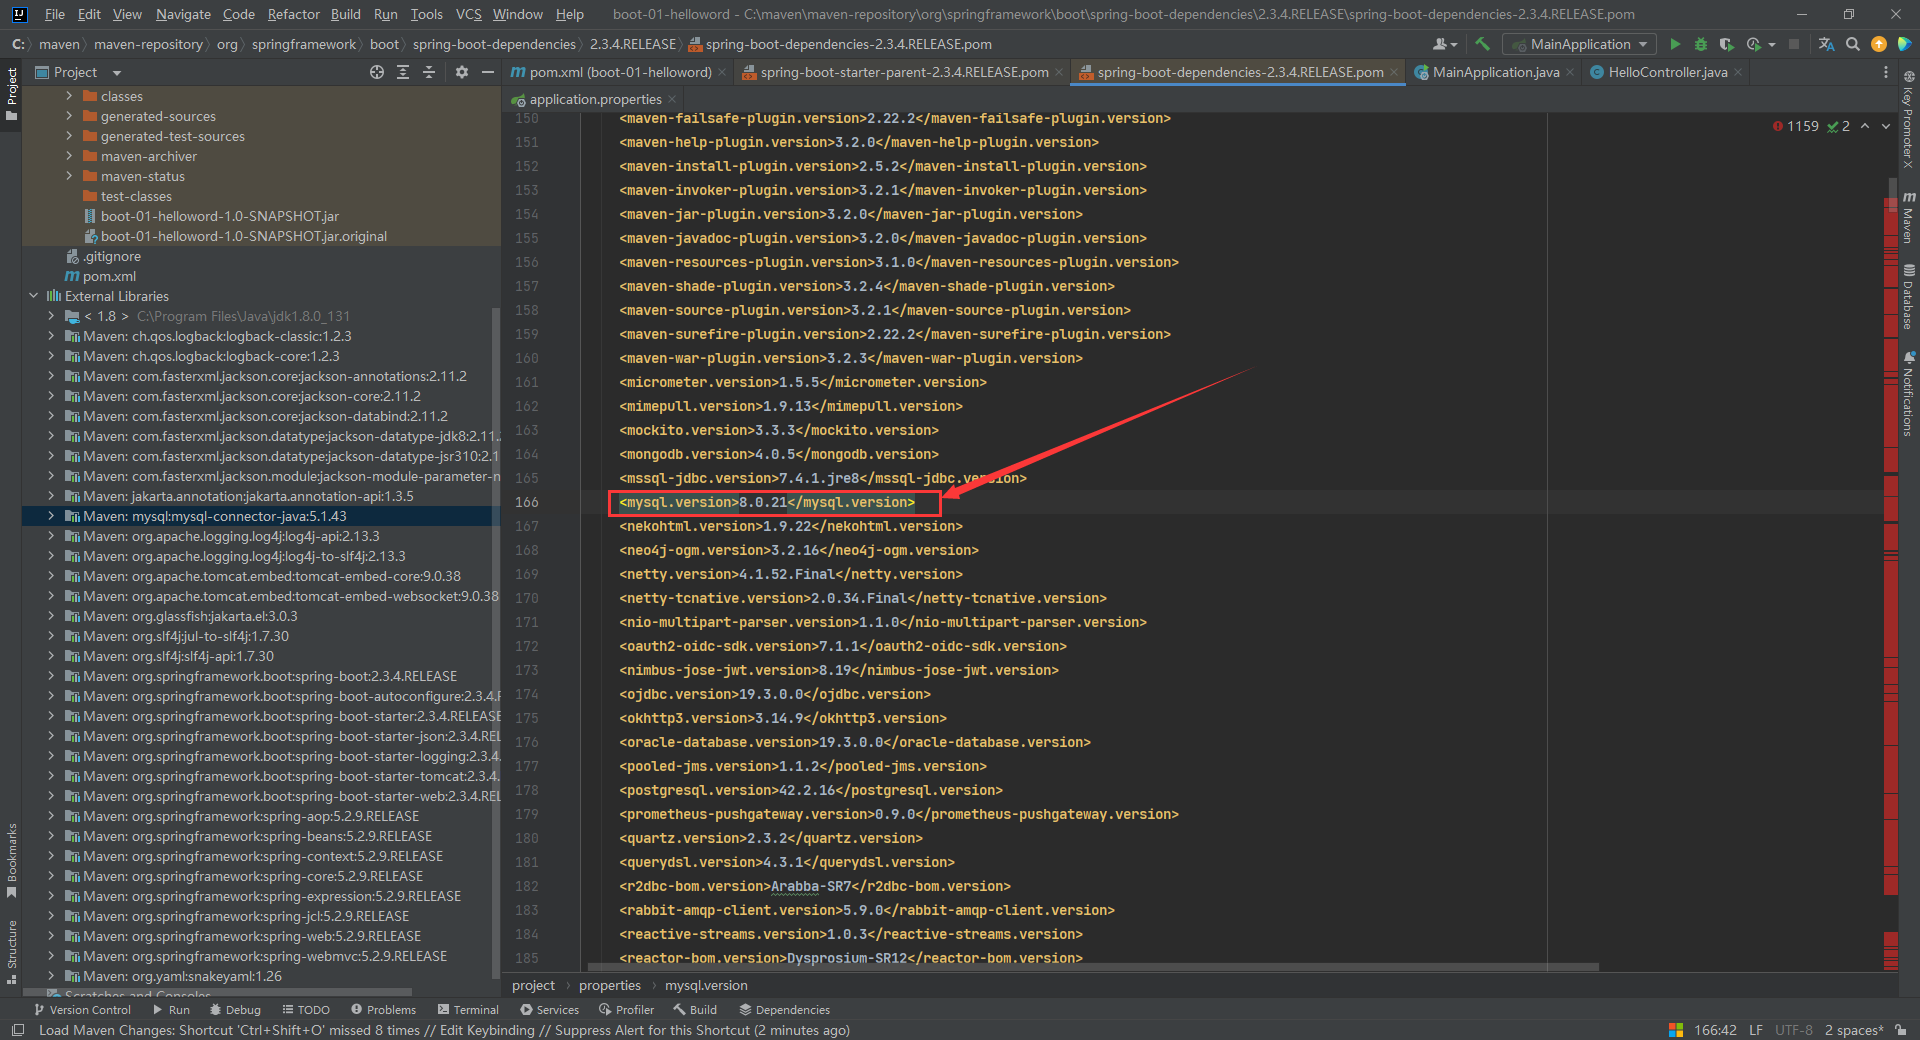 File Edit View Navigate Code Refactor Build Run Tools VCS Window Help boot-01-helloword - C:\maven\maven-repository\org\springframework\boot\spring-boot-dependencies\2.3.4.RELEASE\spring-boot-dependencies-2.3.4.RELEASE.pom
C: maven maven-repository org springframework boot spring-boot-dependencies 2.3.4.RELEASE spring-boot-dependencies-2.3.4.RELEASE.pom MainApplication
Project
pom.xml (boot-01-helloword) spring-boot-starter-parent-2.3.4.RELEASE.pom spring-boot-dependencies-2.3.4.RELEASE.pom MainApplication.java HelloController.java
application.properties
1159 2
Project
classes
generated-sources
generated-test-sources
maven-archiver
maven-status
test-classes
boot-01-helloword-1.0-SNAPSHOT.jar
boot-01-helloword-1.0-SNAPSHOT.jar.original
.gitignore
pom.xml
External Libraries
< 1.8 > C:\Program Files\Java\jdk1.8.0_131
Maven: ch.qos.logback:logback-classic:1.2.3
Maven: ch.qos.logback:logback-core:1.2.3
Maven: com.fasterxml.jackson.core:jackson-annotations:2.11.2
Maven: com.fasterxml.jackson.core:jackson-core:2.11.2
Maven: com.fasterxml.jackson.core:jackson-databind:2.11.2
Maven: com.fasterxml.jackson.datatype:jackson-datatype-jdk8:2.11.
Maven: com.fasterxml.jackson.datatype:jackson-datatype-jsr310:2.1
Maven: com.fasterxml.jackson.module:jackson-module-parameter-n
Maven: jakarta.annotation:jakarta.annotation-api:1.3.5
Maven: mysql:mysql-connector-java:5.1.43
Maven: org.apache.logging.log4j:log4j-api:2.13.3
Maven: org.apache.logging.log4j:log4j-to-slf4j:2.13.3
Maven: org.apache.tomcat.embed:tomcat-embed-core:9.0.38
Maven: org.apache.tomcat.embed:tomcat-embed-websocket:9.0.38
Maven: org.glassfish:jakarta.el:3.0.3
Maven: org.slf4j:jul-to-slf4j:1.7.30
Maven: org.slf4j:slf4j-api:1.7.30
Maven: org.springframework.boot:spring-boot:2.3.4.RELEASE
Maven: org.springframework.boot:spring-boot-autoconfigure:2.3.4.F
Maven: org.springframework.boot:spring-boot-starter:2.3.4.RELEASE
Maven: org.springframework.boot:spring-boot-starter-json:2.3.4.REL
Maven: org.springframework.boot:spring-boot-starter-logging:2.3.4.
Maven: org.springframework.boot:spring-boot-starter-tomcat:2.3.4.
Maven: org.springframework.boot:spring-boot-starter-web:2.3.4.REL
Maven: org.springframework:spring-aop:5.2.9.RELEASE
Maven: org.springframework:spring-beans:5.2.9.RELEASE
Maven: org.springframework:spring-context:5.2.9.RELEASE
Maven: org.springframework:spring-core:5.2.9.RELEASE
Maven: org.springframework:spring-expression:5.2.9.RELEASE
Maven: org.springframework:spring-jcl:5.2.9.RELEASE
Maven: org.springframework:spring-web:5.2.9.RELEASE
Maven: org.springframework:spring-webmvc:5.2.9.RELEASE
Maven: org.yaml:snakeyaml:1.26
Scratches and Consoles
Bookmarks
Structure
150 <maven-failsafe-plugin.version>2.22.2</maven-failsafe-plugin.version>
151 <maven-help-plugin.version>3.2.0</maven-help-plugin.version>
152 <maven-install-plugin.version>2.5.2</maven-install-plugin.version>
153 <maven-invoker-plugin.version>3.2.1</maven-invoker-plugin.version>
154 <maven-jar-plugin.version>3.2.0</maven-jar-plugin.version>
155 <maven-javadoc-plugin.version>3.2.0</maven-javadoc-plugin.version>
156 <maven-resources-plugin.version>3.1.0</maven-resources-plugin.version>
157 <maven-shade-plugin.version>3.2.4</maven-shade-plugin.version>
158 <maven-source-plugin.version>3.2.1</maven-source-plugin.version>
159 <maven-surefire-plugin.version>2.22.2</maven-surefire-plugin.version>
160 <maven-war-plugin.version>3.2.3</maven-war-plugin.version>
161 <micrometer.version>1.5.5</micrometer.version>
162 <mimepull.version>1.9.13</mimepull.version>
163 <mockito.version>3.3.3</mockito.version>
164 <mongodb.version>4.0.5</mongodb.version>
165 <mssql-jdbc.version>7.4.1.jre8</mssql-jdbc.version>
166 <mysql.version>8.0.21</mysql.version>
167 <nekohtml.version>1.9.22</nekohtml.version>
168 <neo4j-ogm.version>3.2.16</neo4j-ogm.version>
169 <netty.version>4.1.52.Final</netty.version>
170 <netty-tcnative.version>2.0.34.Final</netty-tcnative.version>
171 <nio-multipart-parser.version>1.1.0</nio-multipart-parser.version>
172 <oauth2-oidc-sdk.version>7.1.1</oauth2-oidc-sdk.version>
173 <nimbus-jose-jwt.version>8.19</nimbus-jose-jwt.version>
174 <ojdbc.version>19.3.0.0</ojdbc.version>
175 <okhttp3.version>3.14.9</okhttp3.version>
176 <oracle-database.version>19.3.0.0</oracle-database.version>
177 <pooled-jms.version>1.1.2</pooled-jms.version>
178 <postgresql.version>42.2.16</postgresql.version>
179 <prometheus-pushgateway.version>0.9.0</prometheus-pushgateway.version>
180 <quartz.version>2.3.2</quartz.version>
181 <querydsl.version>4.3.1</querydsl.version>
182 <r2dbc-bom.version>Arabba-SR7</r2dbc-bom.version>
183 <rabbit-amqp-client.version>5.9.0</rabbit-amqp-client.version>
184 <reactive-streams.version>1.0.3</reactive-streams.version>
185 <reactor-bom.version>Dysprosium-SR12</reactor-bom.version>
Key Promoter X
Maven
Database
Notifications
project properties mysql.version
Version Control Run Debug TODO Problems Terminal Services Profiler Build Dependencies
Load Maven Changes: Shortcut 'Ctrl+Shift+O' missed 8 times // Edit Keybinding // Suppress Alert for this Shortcut (2 minutes ago) 166:42 LF UTF-8 2 spaces*